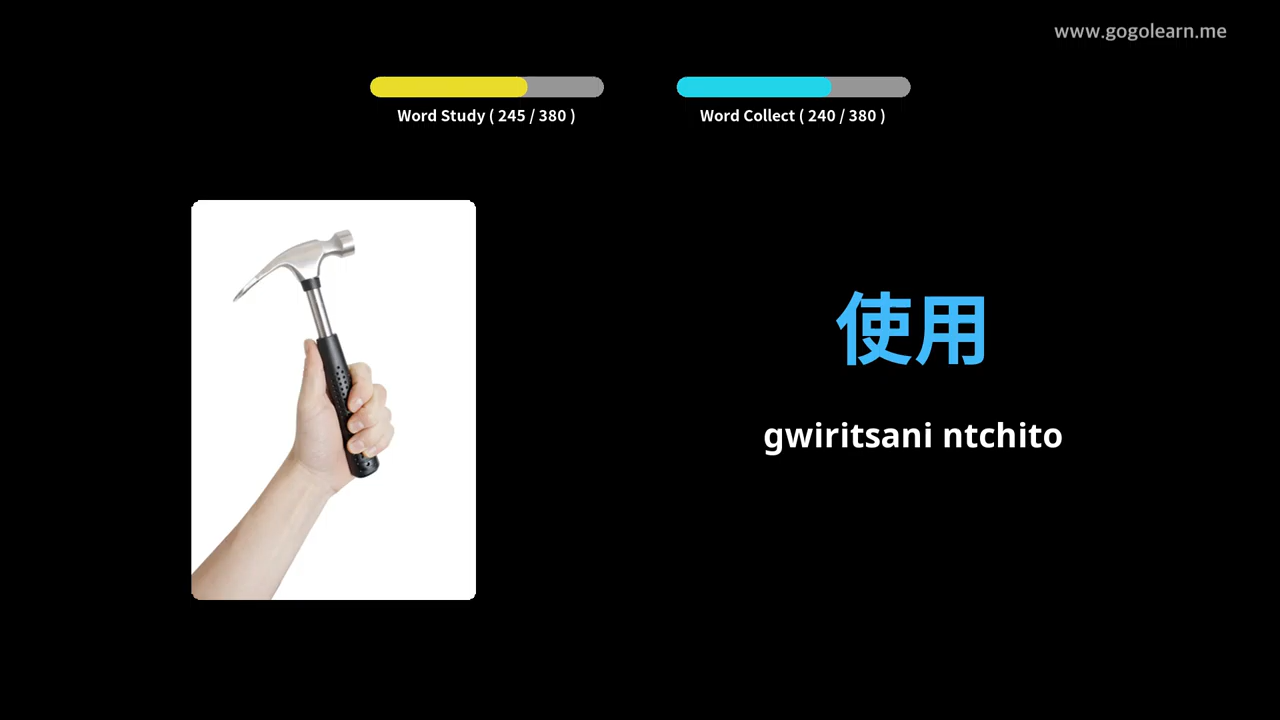 www.gogolearn.me
Word Study ( 245 / 380 )
Word Collect ( 240 / 380 )
使用
gwiritsani ntchito